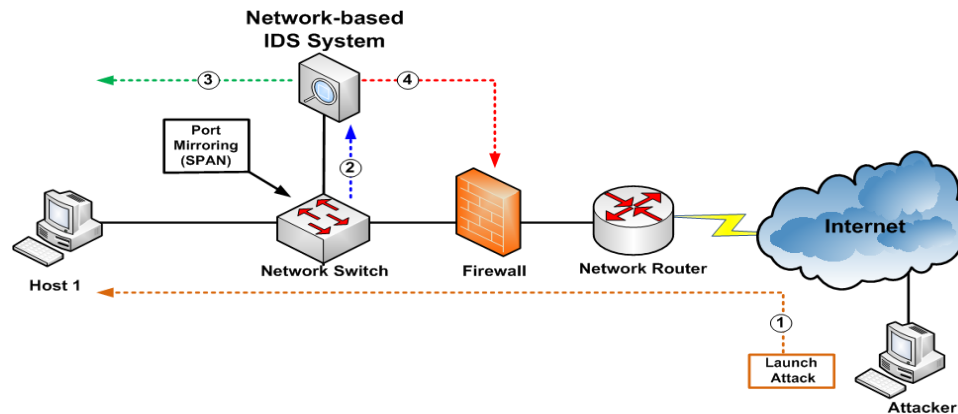 Network-based
IDS System
3
4
Port
Mirroring
(SPAN)
2
Internet
Network Switch
Firewall
Network Router
Host 1
1
Launch
Attack
Attacker